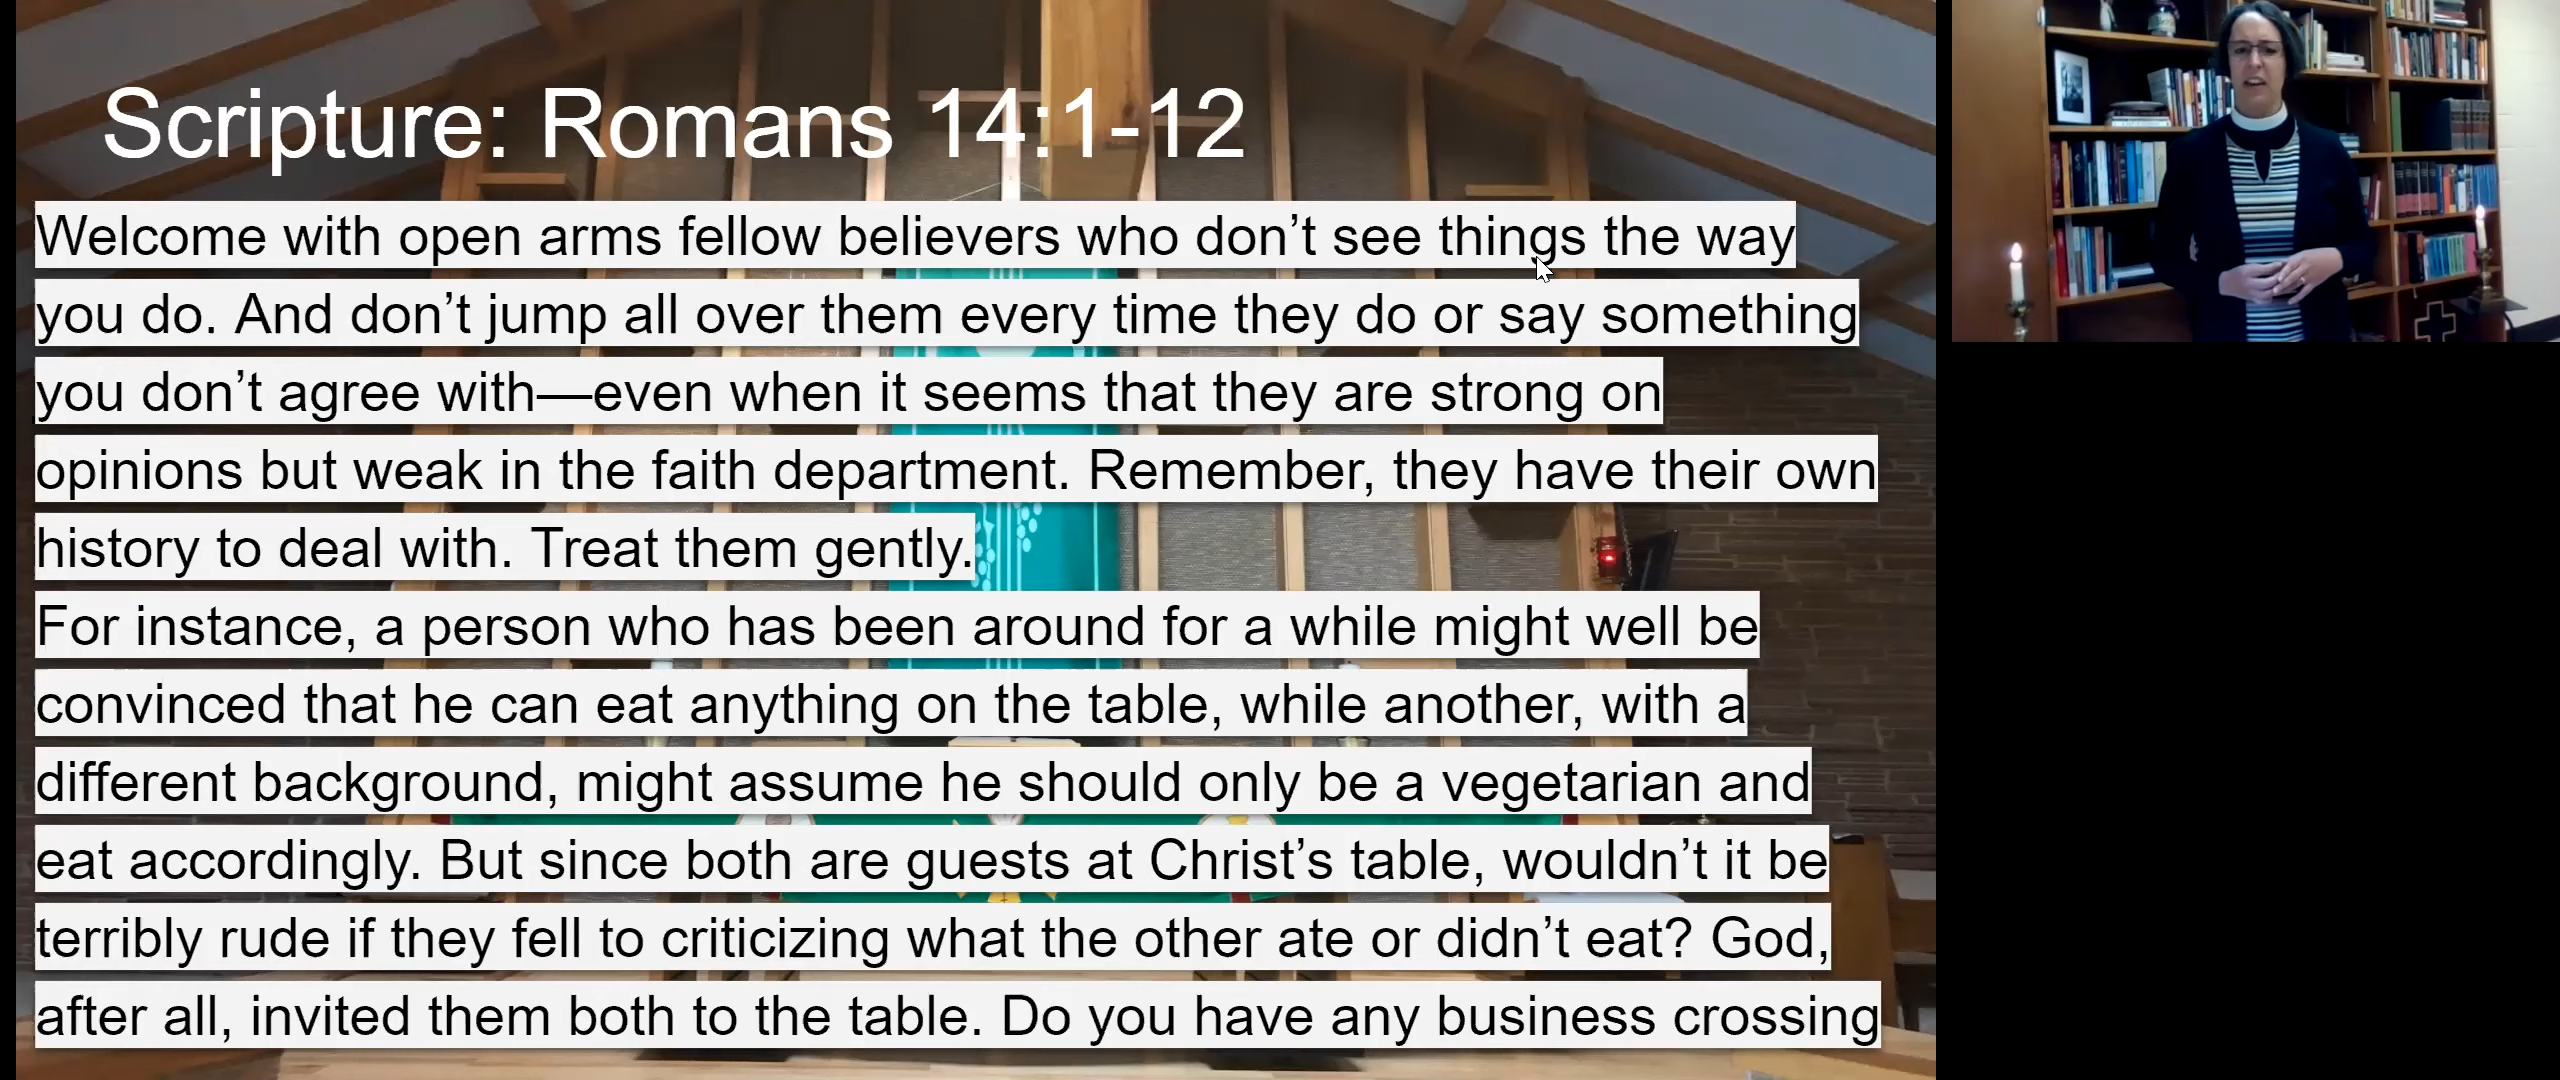 Scripture: Romans 14:1-12
Welcome with open arms fellow believers who don’t see things the way
you do. And don’t jump all over them every time they do or say something
you don’t agree with—even when it seems that they are strong on
opinions but weak in the faith department. Remember, they have their own
history to deal with. Treat them gently.
For instance, a person who has been around for a while might well be
convinced that he can eat anything on the table, while another, with a
different background, might assume he should only be a vegetarian and
eat accordingly. But since both are guests at Christ’s table, wouldn’t it be
terribly rude if they fell to criticizing what the other ate or didn’t eat? God,
after all, invited them both to the table. Do you have any business crossing